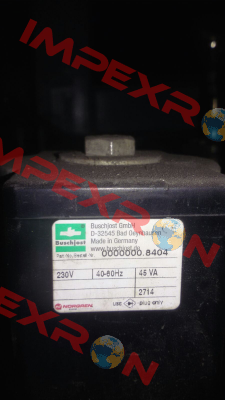 IMPEXRON
Buschjost GmbH
D-32545 Bad Oeynhausen
Made in Germany
www.buschjost.de
Buschjost
0000000.8404
230V 40-60Hz 45 VA
2714
NORGREN
IMPEXRON
IMPEXRON